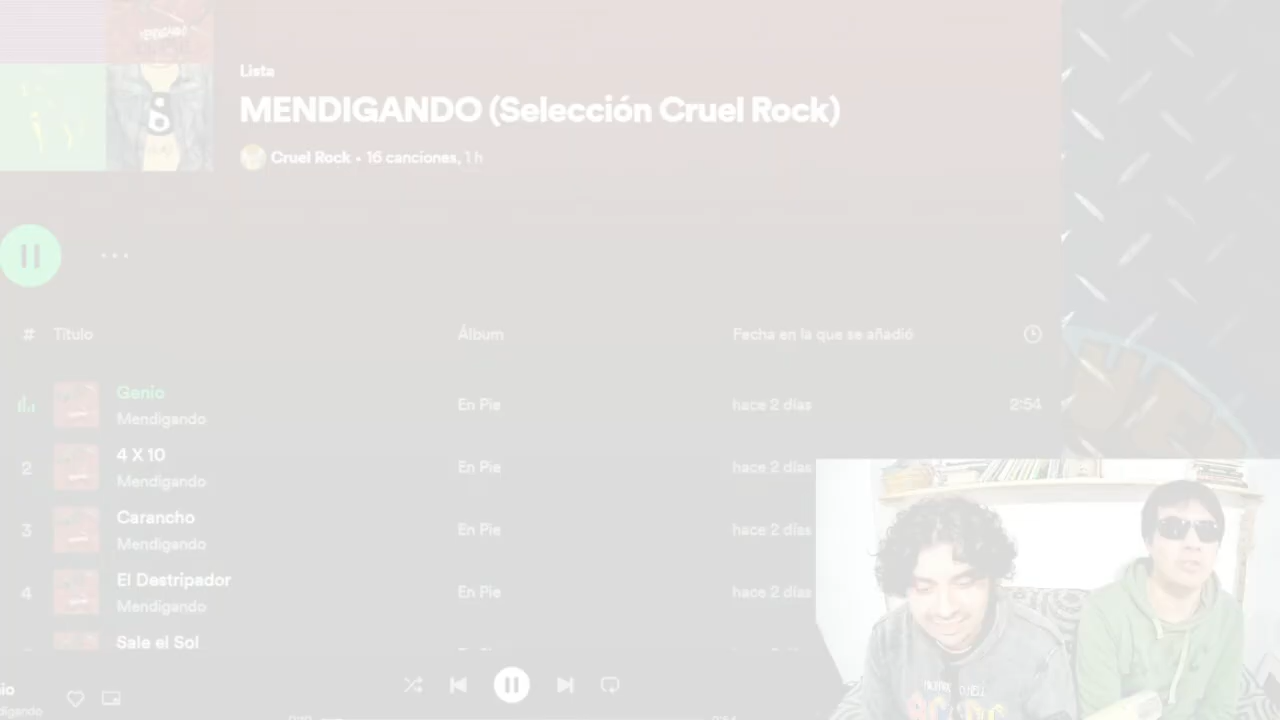 Lista
MENDIGANDO (Selección Cruel Rock)
Cruel Rock • 16 canciones, 1 h
# Título Álbum Fecha en la que se añadió
Genio En Pie hace 2 días 2:54
Mendigando
2 4 X 10 En Pie hace 2 días
Mendigando
3 Carancho En Pie hace 2 días
Mendigando
4 El Destripador En Pie hace 2 días
Mendigando
Sale el Sol